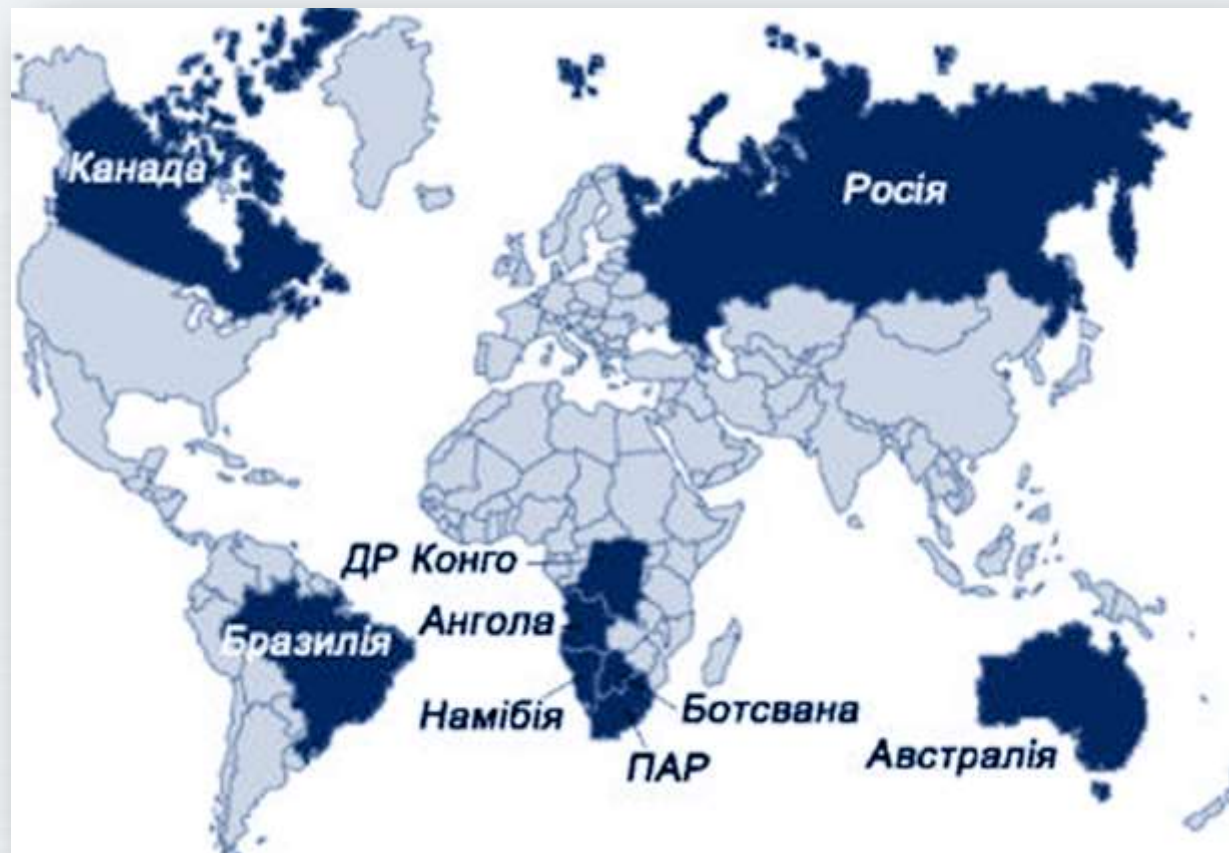 Канада
Росія
ДР Конго
Ангола
Бразилія
Намібія
Ботсвана
ПАР
Австралія